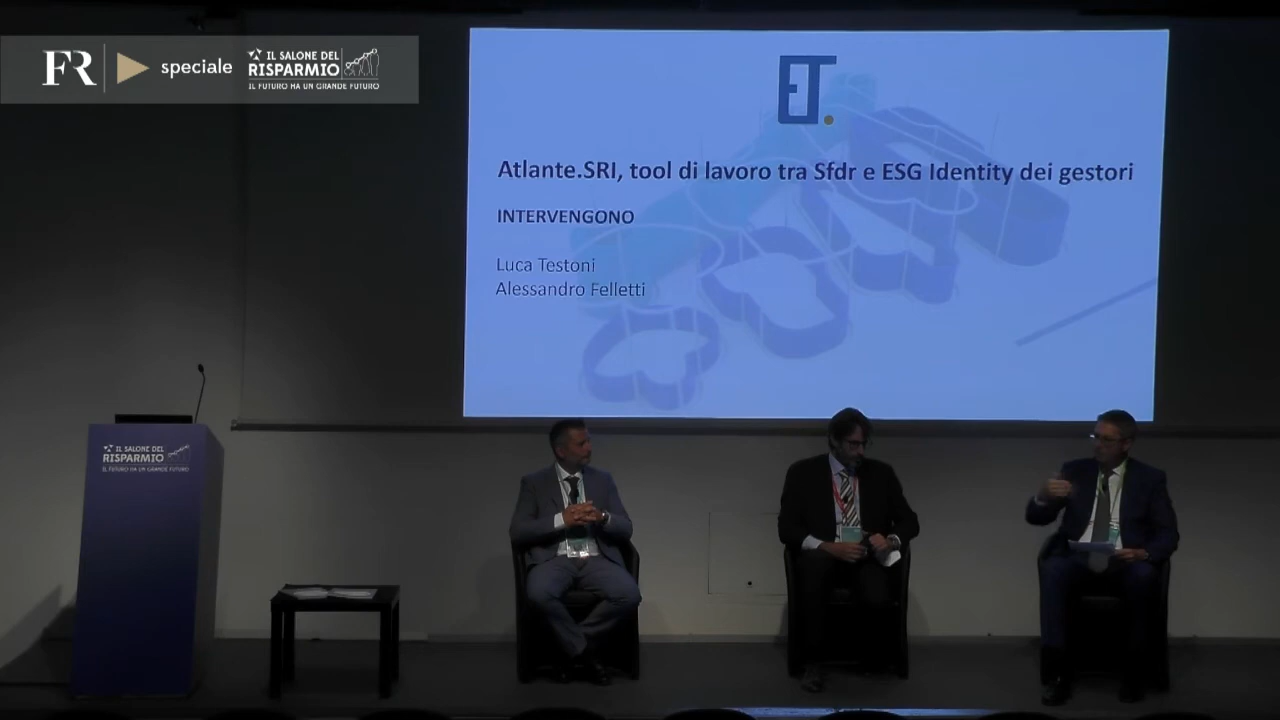 FR speciale
IL SALONE DEL
RISPARMIO
IL FUTURO HA UN GRANDE FUTURO
ET.
Atlante.SRI, tool di lavoro tra Sfdr e ESG Identity dei gestori
INTERVENGONO
Luca Testoni
Alessandro Felletti
IL SALONE DEL
RISPARMIO
IL FUTURO HA UN GRANDE FUTURO